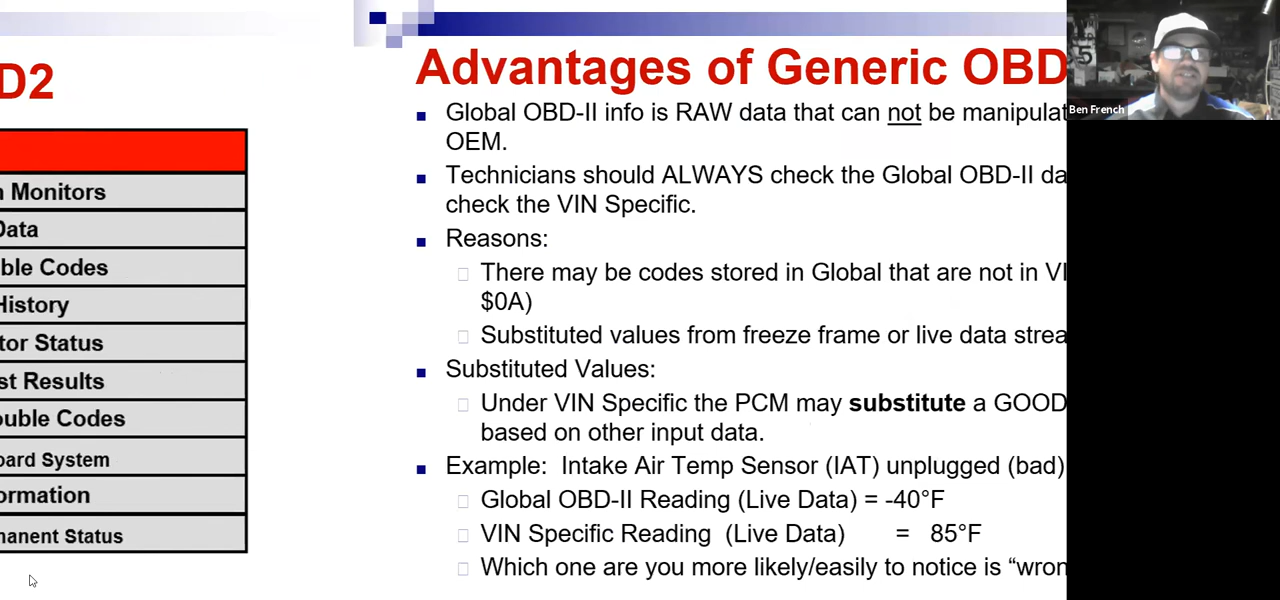 D2
Monitors
Data
ble Codes
History
tor Status
st Results
ouble Codes
oard System
ormation
nanent Status
Advantages of Generic OBD
Global OBD-II info is RAW data that can not be manipulat
OEM.
Technicians should ALWAYS check the Global OBD-II da
check the VIN Specific.
Reasons:
There may be codes stored in Global that are not in VI
$0A)
Substituted values from freeze frame or live data strea
Substituted Values:
Under VIN Specific the PCM may substitute a GOOD
based on other input data.
Example: Intake Air Temp Sensor (IAT) unplugged (bad)
Global OBD-II Reading (Live Data) = -40°F
VIN Specific Reading (Live Data) = 85°F
Which one are you more likely/easily to notice is “wron
Ben French